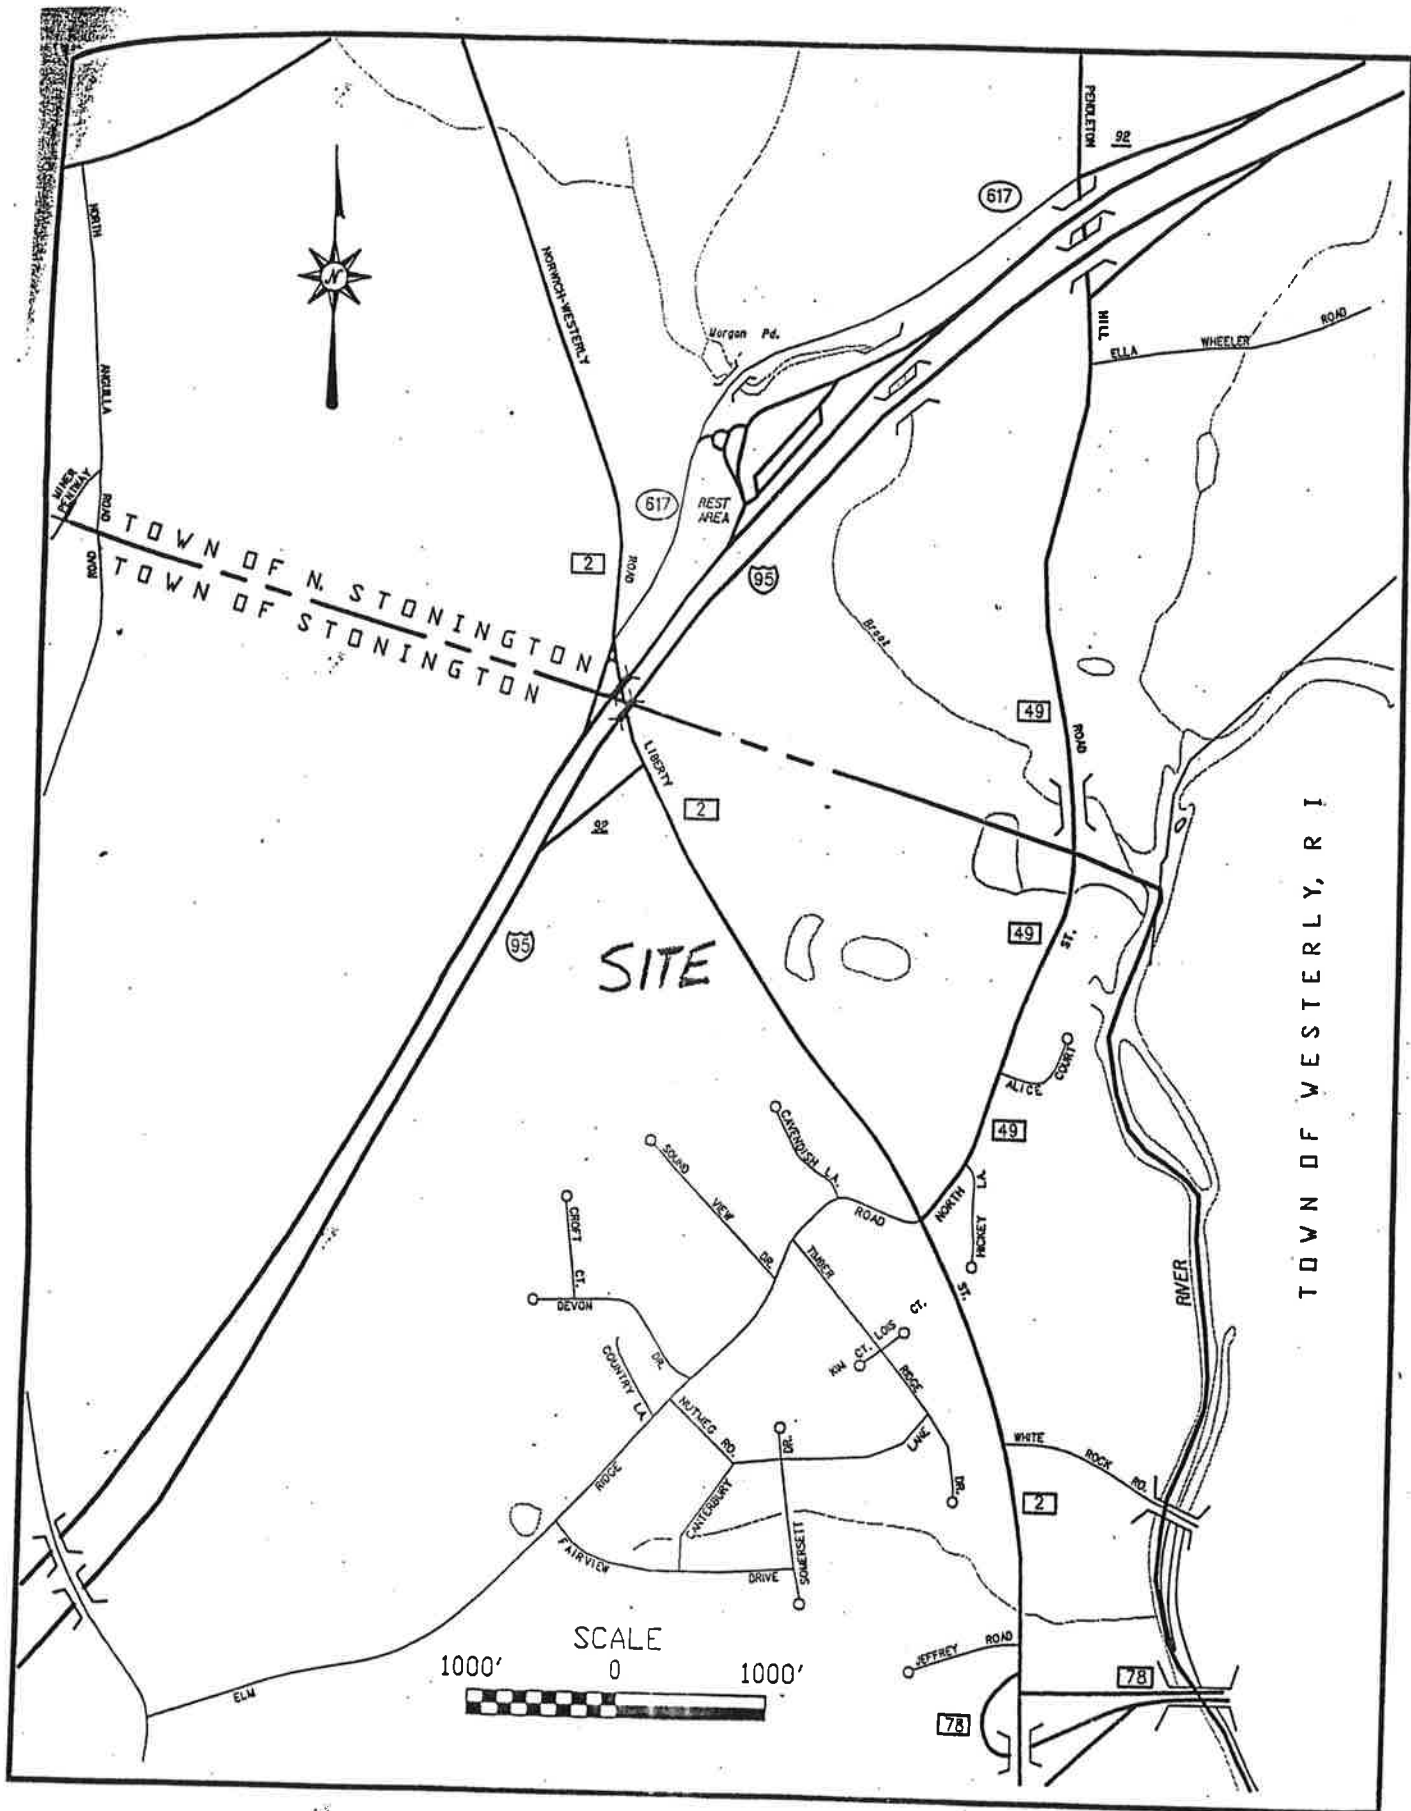 PENDLETON
92
617
NORTH
NORWICH-WESTERLY
HILL
ELLA WHEELER ROAD
Morgan Pd.
N
ANGUILLA
MINER
PENTWAY
ROAD
617
REST
AREA
2
ROAD
95
TOWN OF N. STONINGTON
TOWN OF STONINGTON
ROAD
Brook
49
ROAD
LIBERTY
2
92
TOWN OF WESTERLY, R I
95
SITE
49
ST.
ALICE COURT
49
CAVENDISH LA.
SOUND VIEW DR.
ROAD
NORTH
HICKEY LA.
CROFT CT.
TIMBER RIDGE DR.
ST.
RIVER
DEVON DR.
LOIS CT.
KIM CT.
COUNTRY LA.
NUTMEG RD.
DR.
LANE
WHITE ROCK RD.
RIDGE
CANTERBURY
2
FAIRVIEW DRIVE
SOMERSETT
SCALE
1000' 0 1000'
JEFFREY ROAD
ELM
78
78